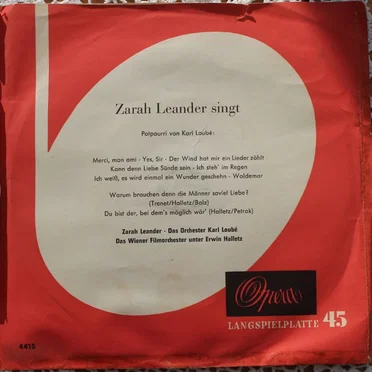 Zarah Leander singt
Potpourri von Karl Loubé:
Merci, mon ami - Yes, Sir - Der Wind hat mir ein Lieder zählt
Kann denn Liebe Sünde sein - Ich steh' im Regen
Ich weiß, es wird einmal ein Wunder geschehn - Waldemar
Warum brauchen denn die Männer soviel Liebe?
(Trenet/Halletz/Balz)
Du bist der, bei dem's möglich wär' (Halletz/Petrak)
Zarah Leander - Das Orchester Karl Loubé
Das Wiener Filmorchester unter Erwin Halletz
Opera
LANGSPIELPLATTE 45
4415